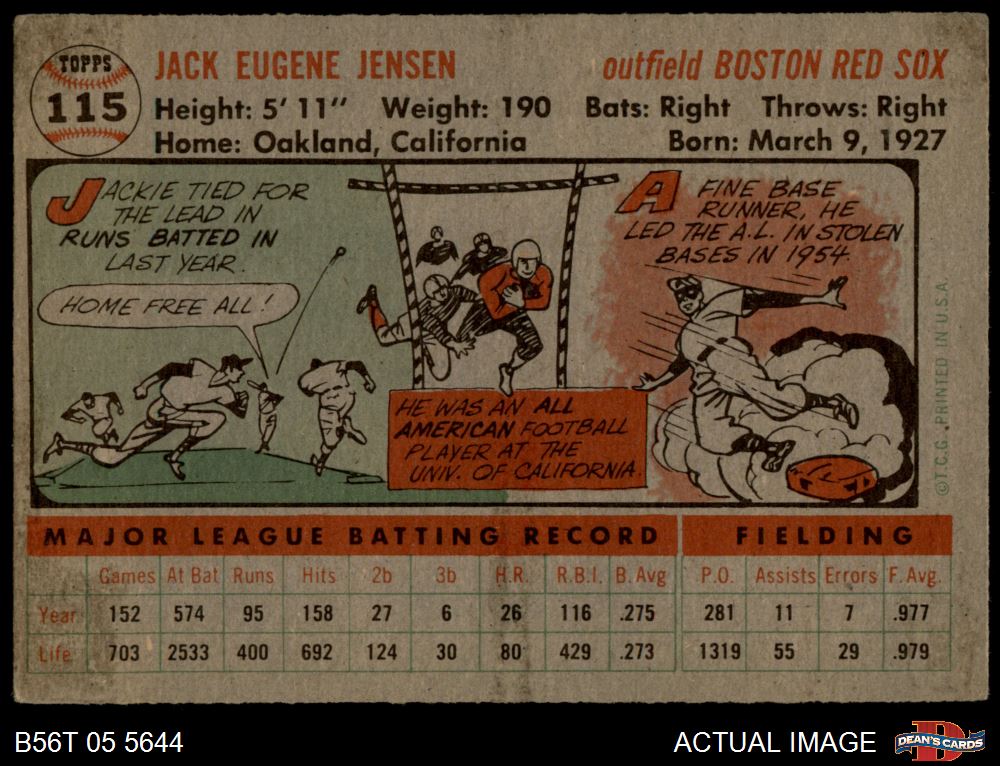 TOPPS
115
JACK EUGENE JENSEN
outfield BOSTON RED SOX
Height: 5' 11" Weight: 190 Bats: Right Throws: Right
Home: Oakland, California Born: March 9, 1927
JACKIE TIED FOR
THE LEAD IN
RUNS BATTED IN
LAST YEAR.
HOME FREE ALL!
HE WAS AN ALL
AMERICAN FOOTBALL
PLAYER AT THE
UNIV. OF CALIFORNIA.
A FINE BASE
RUNNER, HE
LED THE A.L. IN STOLEN
BASES IN 1954.
©T.C.G. PRINTED IN U.S.A.
MAJOR LEAGUE BATTING RECORD FIELDING
Games At Bat Runs Hits 2b 3b H.R. R.B.I. B. Avg P.O. Assists Errors F. Avg.
Year 152 574 95 158 27 6 26 116 .275 281 11 7 .977
Life 703 2533 400 692 124 30 80 429 .273 1319 55 29 .979
B56T 05 5644
ACTUAL IMAGE
DEAN'S CARDS